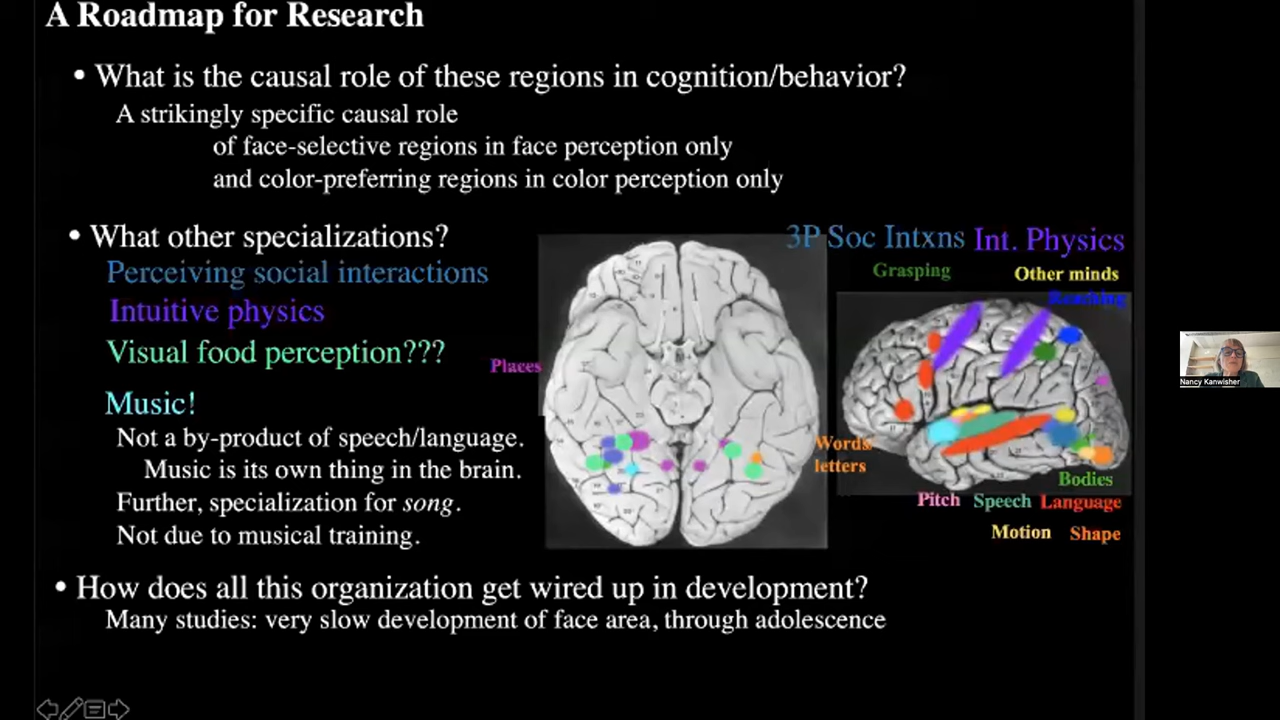 A Roadmap for Research
• What is the causal role of these regions in cognition/behavior?
A strikingly specific causal role
of face-selective regions in face perception only
and color-preferring regions in color perception only
• What other specializations?
Perceiving social interactions
Intuitive physics
Visual food perception???
Music!
Not a by-product of speech/language.
Music is its own thing in the brain.
Further, specialization for song.
Not due to musical training.
Places
Words
letters
3P Soc Intxns Int. Physics
Grasping
Other minds
Reaching
Bodies
Pitch Speech Language
Motion Shape
• How does all this organization get wired up in development?
Many studies: very slow development of face area, through adolescence
Nancy Kanwisher